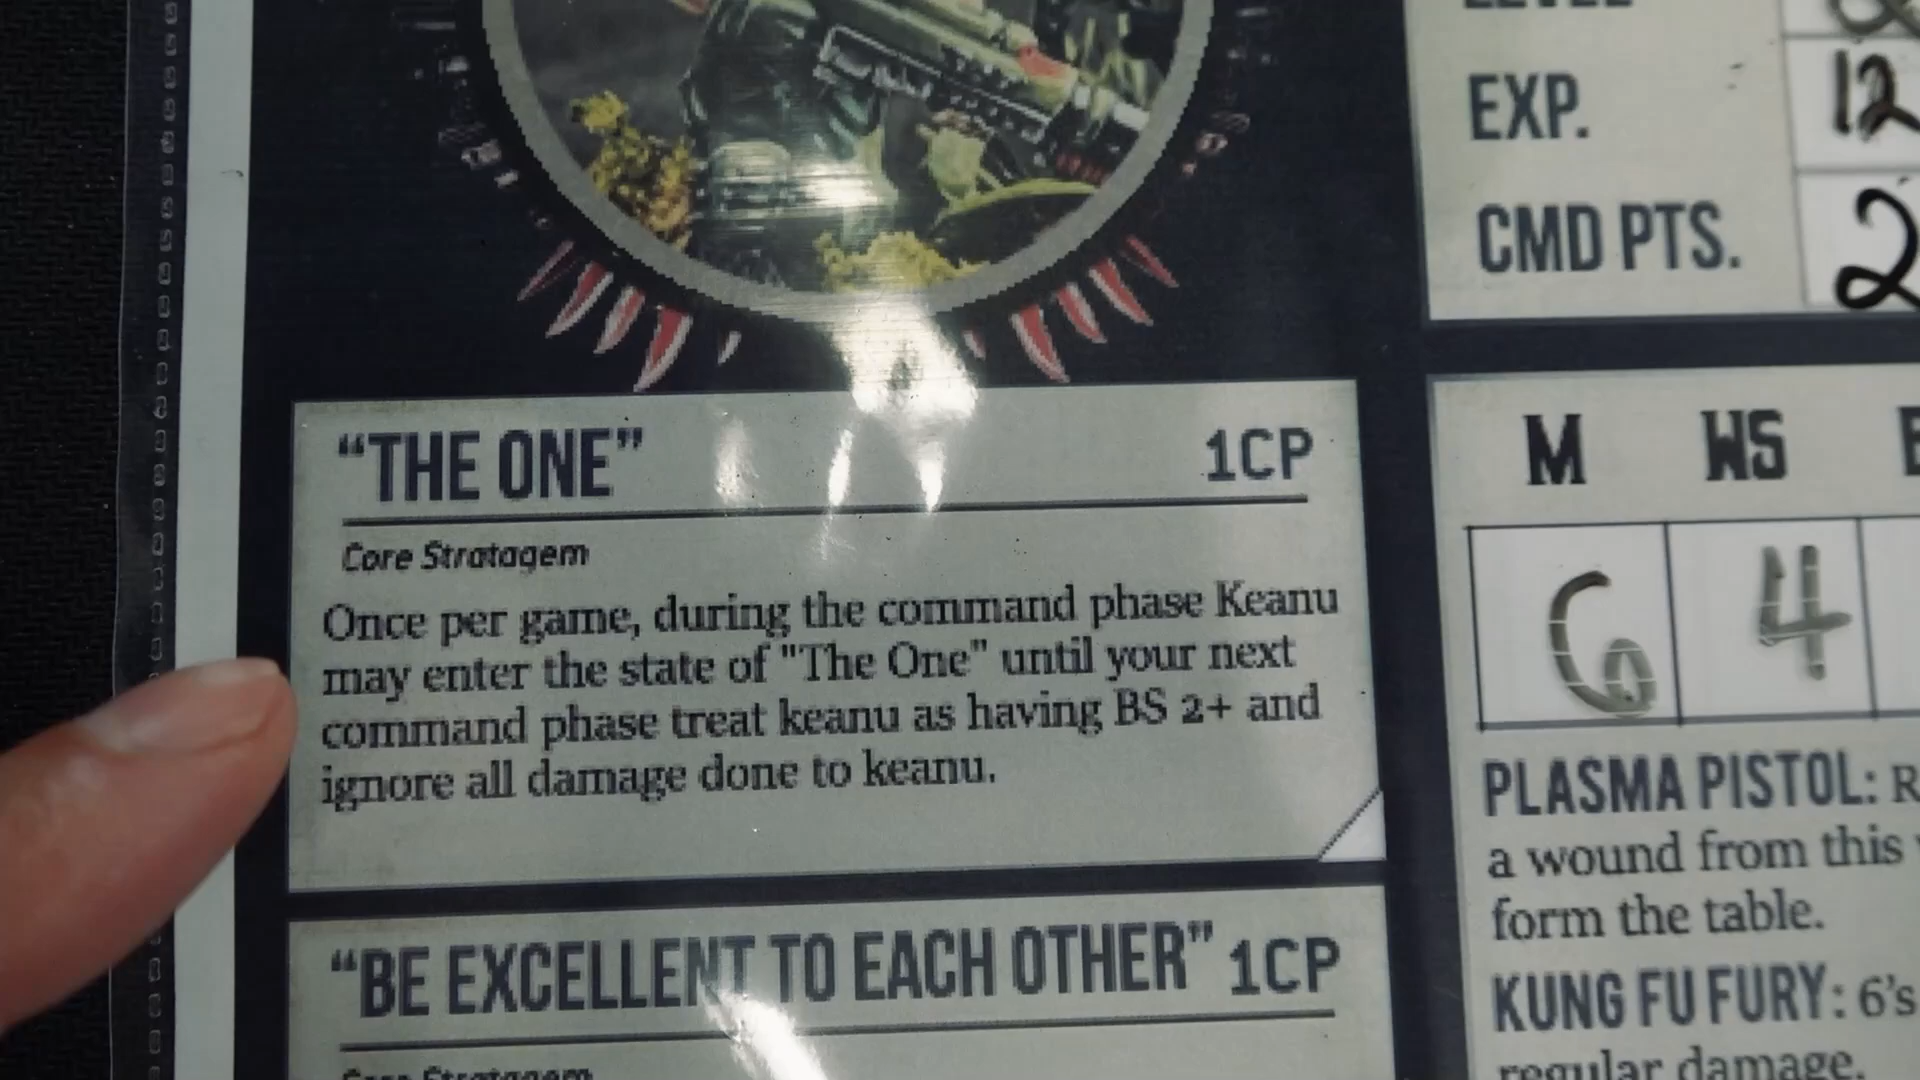 EXP.
12
CMD PTS.
2
"THE ONE"
1CP
Core Stratagem
Once per game, during the command phase Keanu
may enter the state of "The One" until your next
command phase treat keanu as having BS 2+ and
ignore all damage done to keanu.
"BE EXCELLENT TO EACH OTHER" 1CP
Core Stratagem
M
WS
6
4
PLASMA PISTOL:
a wound from this
form the table.
KUNG FU FURY: 6's
regular damage.